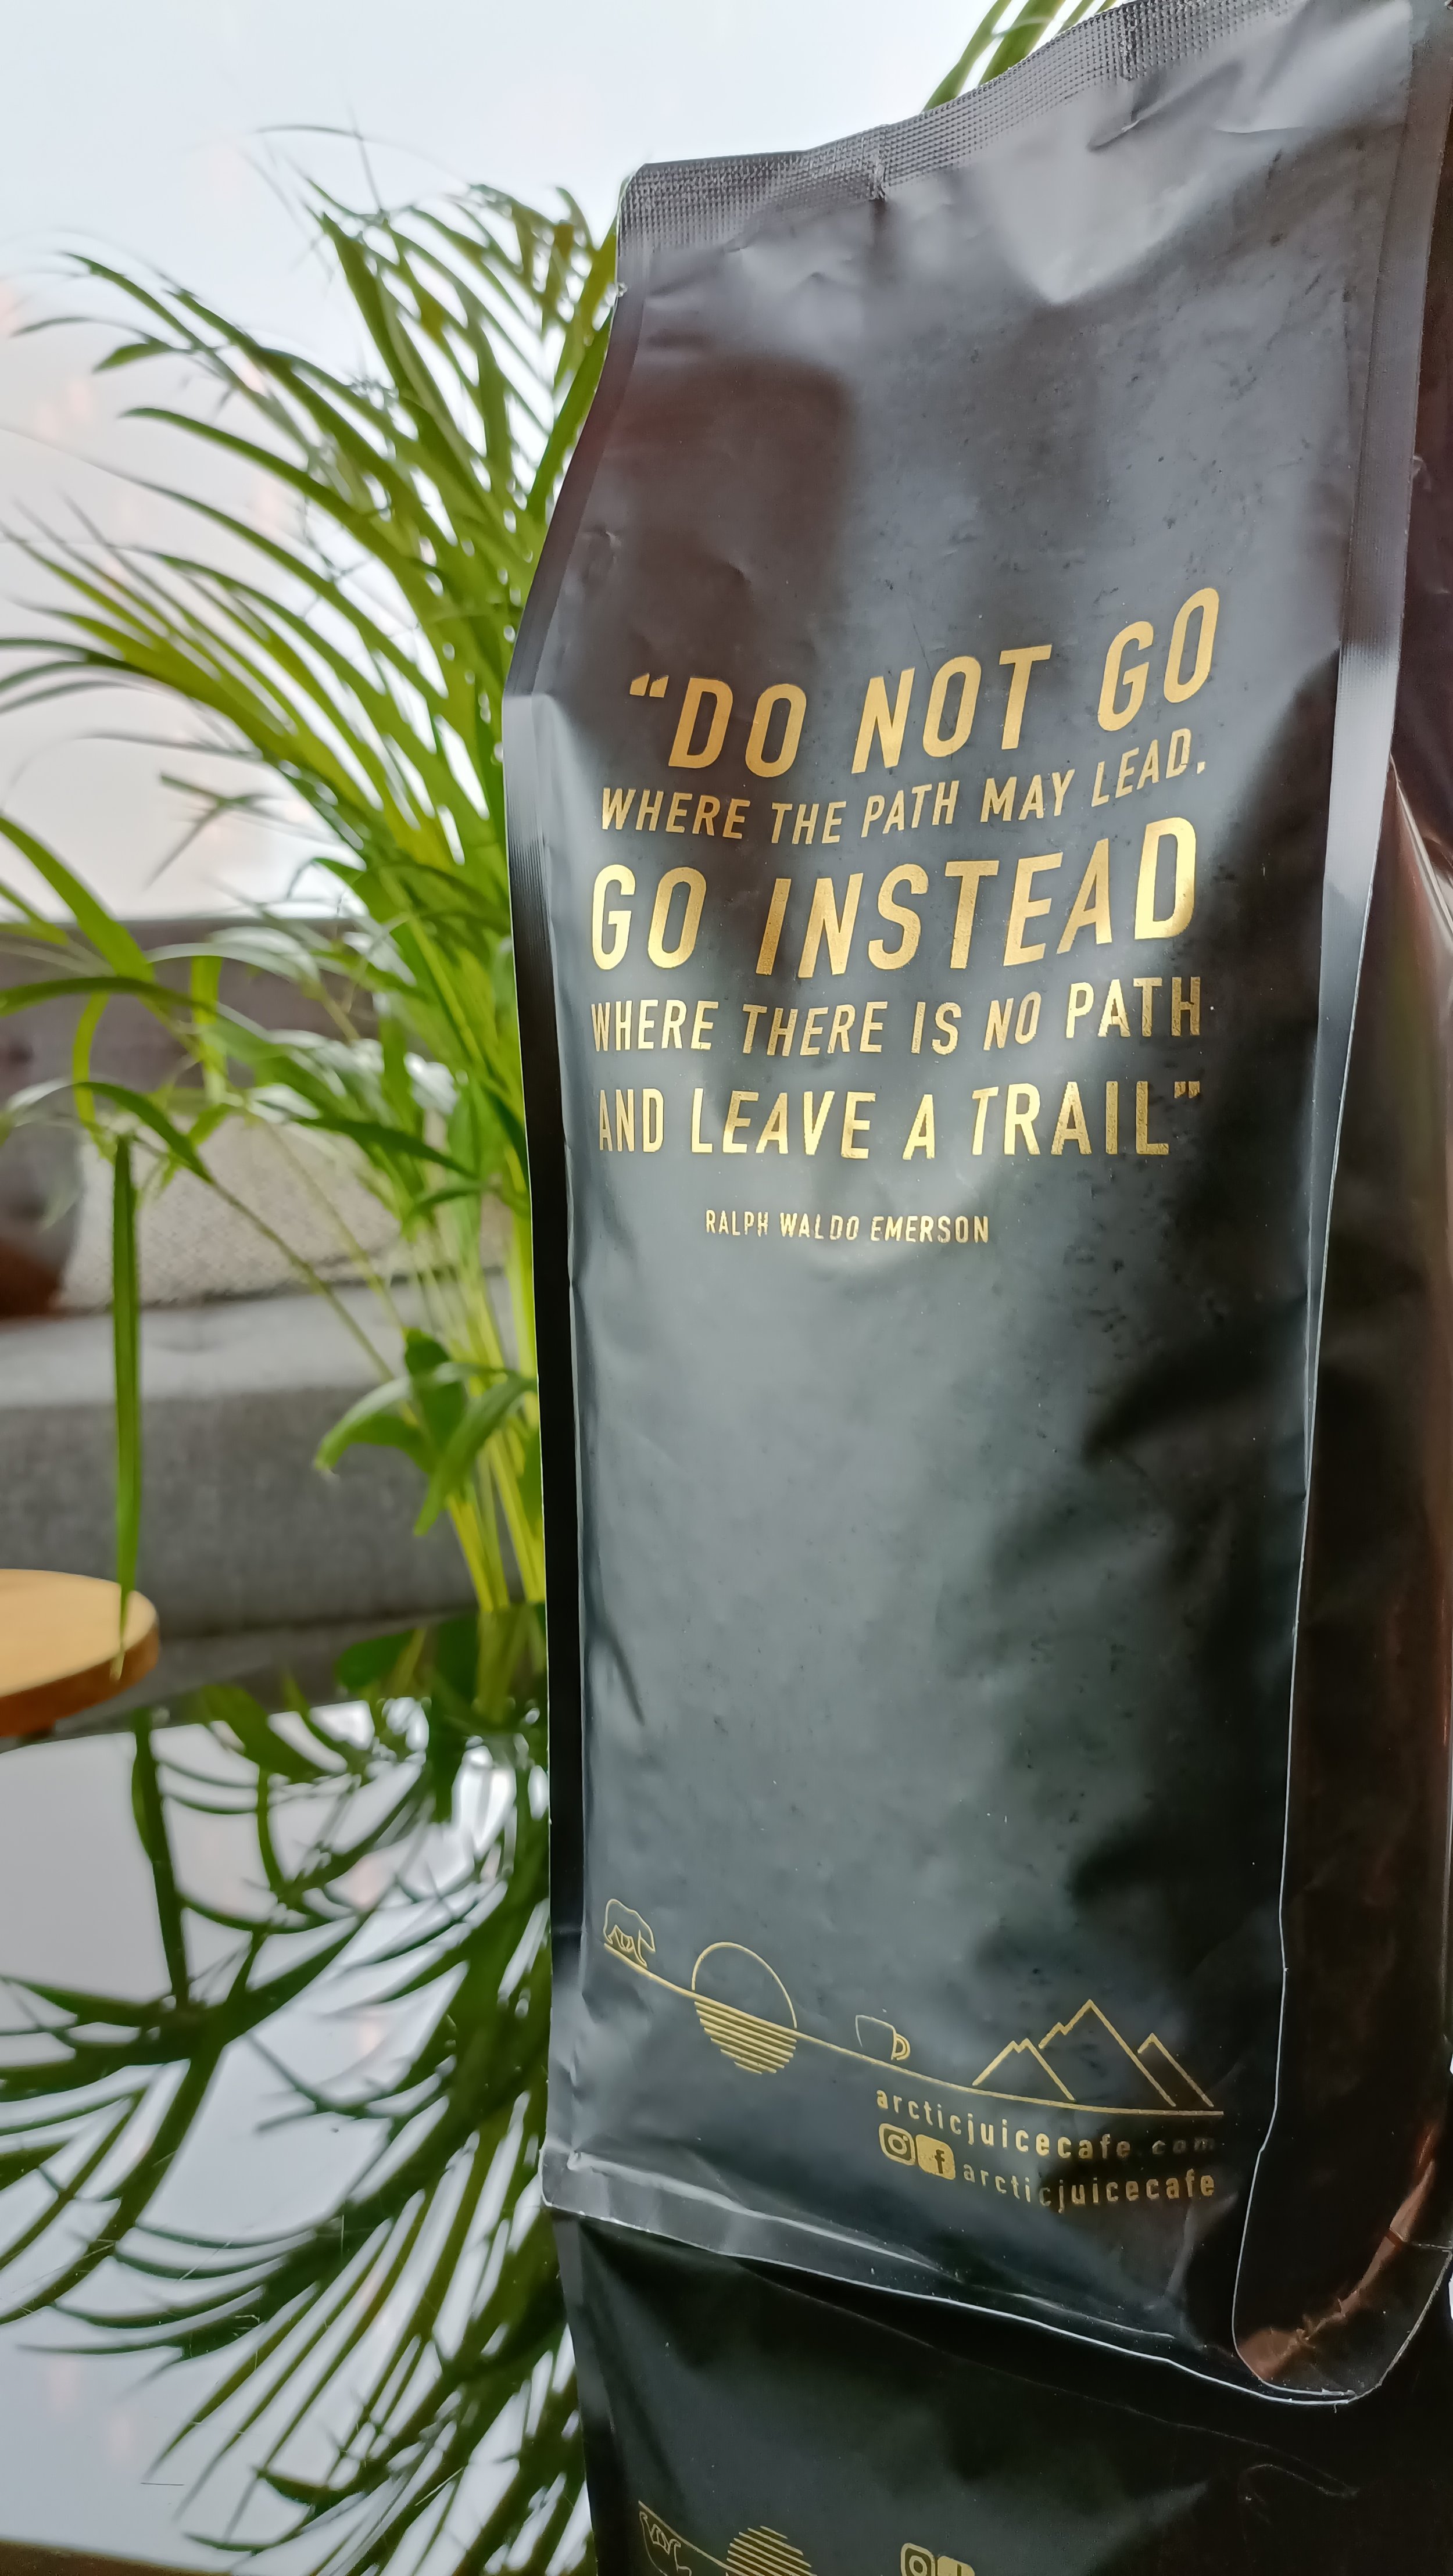 “DO NOT GO
WHERE THE PATH MAY LEAD.
GO INSTEAD
WHERE THERE IS NO PATH
AND LEAVE A TRAIL”
RALPH WALDO EMERSON
arcticjuicecafe.com
arcticjuicecafe